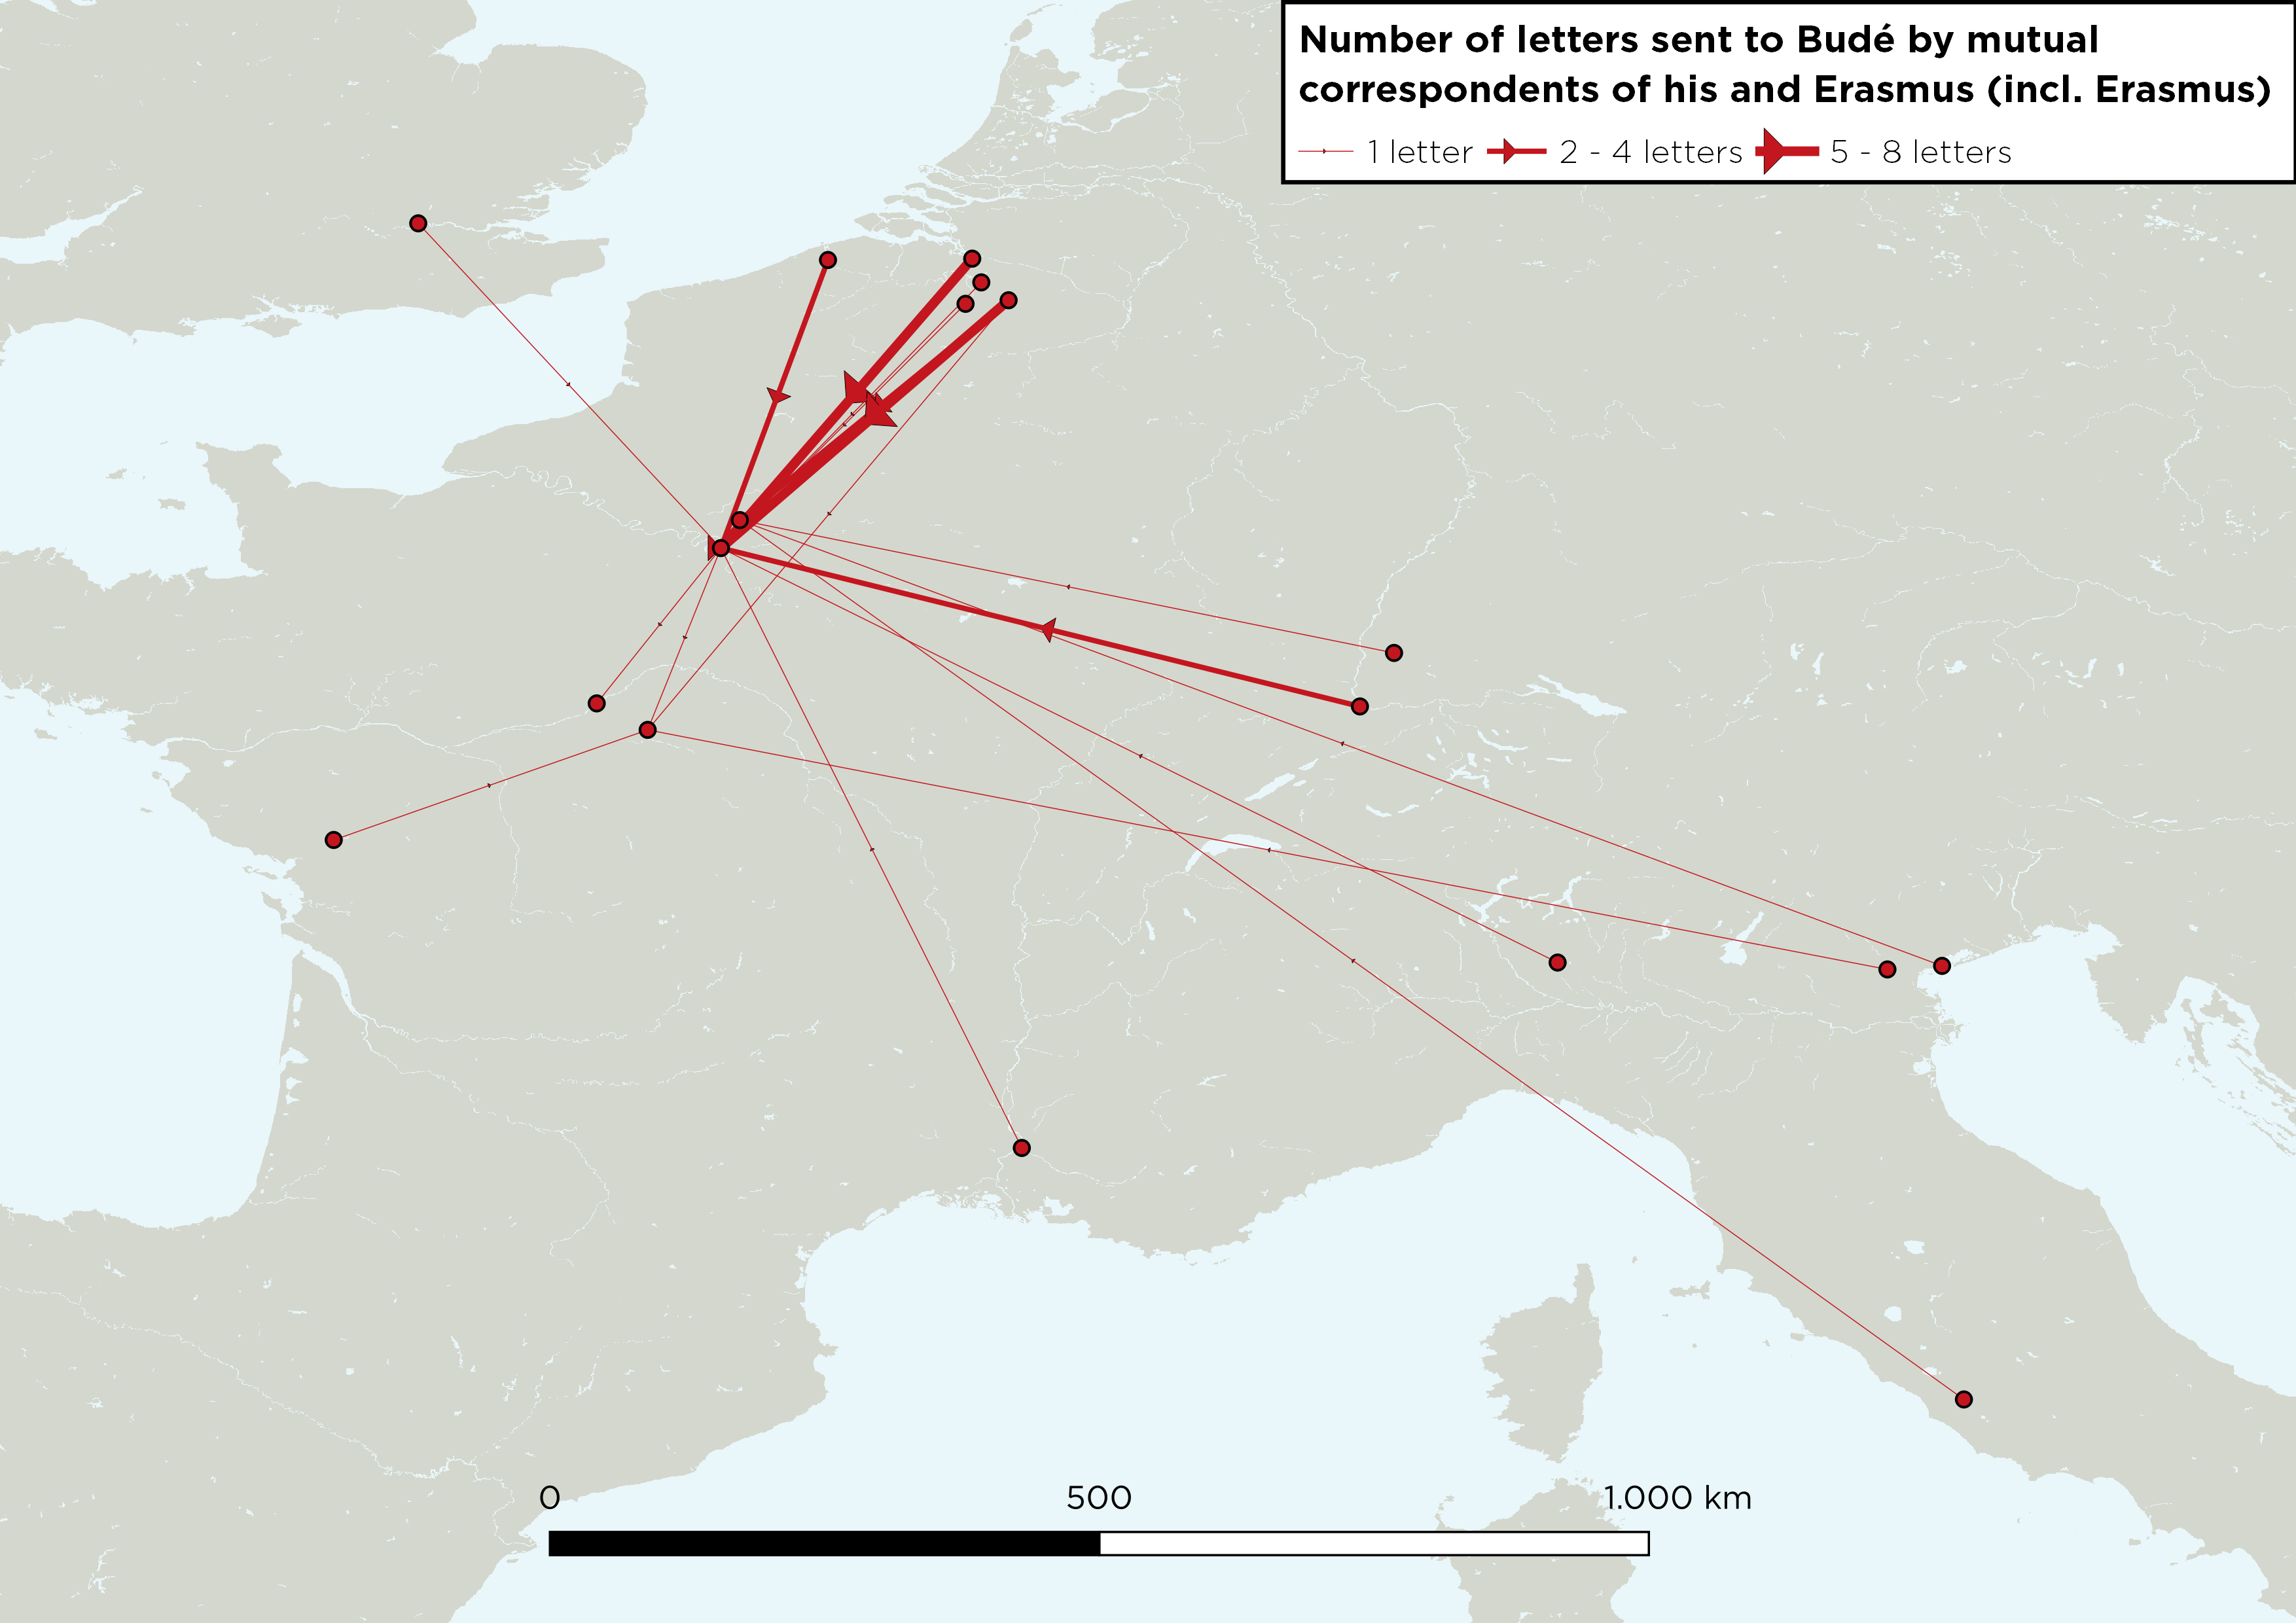 Number of letters sent to Budé by mutual
correspondents of his and Erasmus (incl. Erasmus)
1 letter 2 - 4 letters 5 - 8 letters
0 500 1.000 km